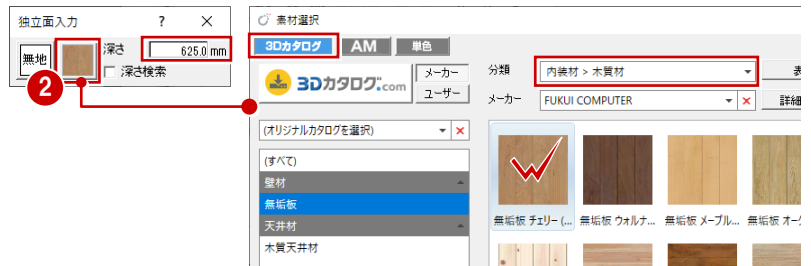 独立面入力 ? ×
無地
深さ 625.0 mm
深さ検索
2
素材選択
3Dカタログ AM 単色
3Dカタログ.com
メーカー
ユーザー
分類 内装材 > 木質材
メーカー FUKUI COMPUTER
詳細
(オリジナルカタログを選択)
(すべて)
壁材
無垢板
天井材
木質天井材
無垢板 チェリー (... 無垢板 ウォルナ... 無垢板 メープル... 無垢板 オーク